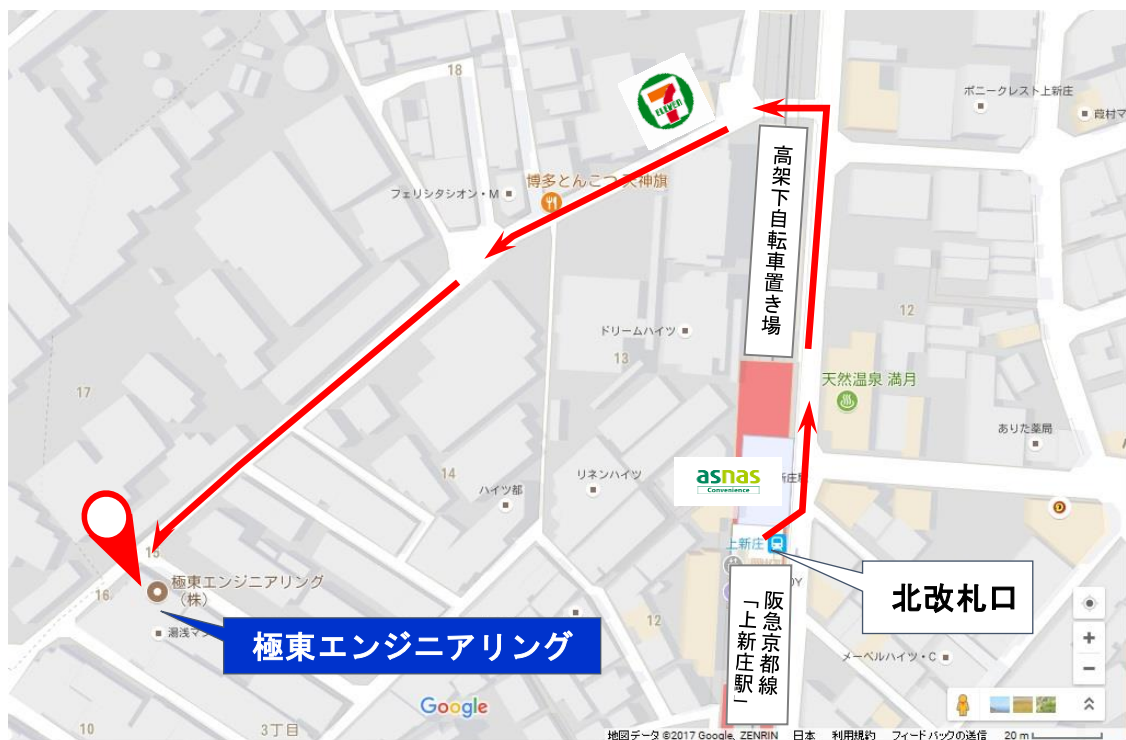 18
ポニークレスト上新庄
葭村マ
7
ELEVEN
高架下自転車置き場
博多とんこつ 天神旗
フェリシタシオン・M
12
ドリームハイツ
13
天然温泉 満月
17
ありた薬局
14
リネンハイツ
asnas
Convenience
ハイツ都
上新庄
15
極東エンジニアリング
（株）
16
北改札口
湯浅マ
12
阪急京都線
「上新庄駅」
極東エンジニアリング
メーベルハイツ・C
Google
10
3丁目
地図データ ©2017 Google, ZENRIN 日本 利用規約 フィードバックの送信 20 m